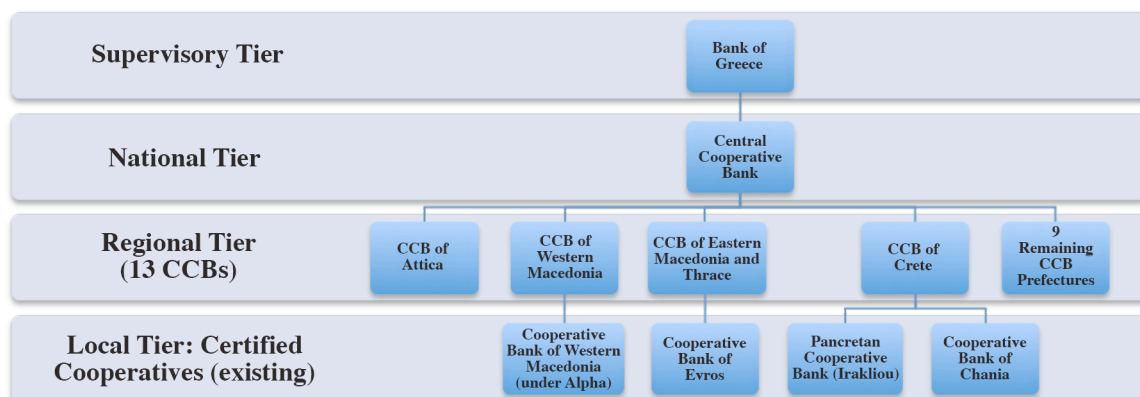 Supervisory Tier
Bank of
Greece
National Tier
Central
Cooperative
Bank
Regional Tier
(13 CCBs)
CCB of
Attica
CCB of
Western
Macedonia
CCB of Eastern
Macedonia and
Thrace
CCB of
Crete
9
Remaining
CCB
Prefectures
Local Tier: Certified
Cooperatives (existing)
Cooperative
Bank of Western
Macedonia
(under Alpha)
Cooperative
Bank of
Evros
Pancretan
Cooperative
Bank (Irakliou)
Cooperative
Bank of
Chania